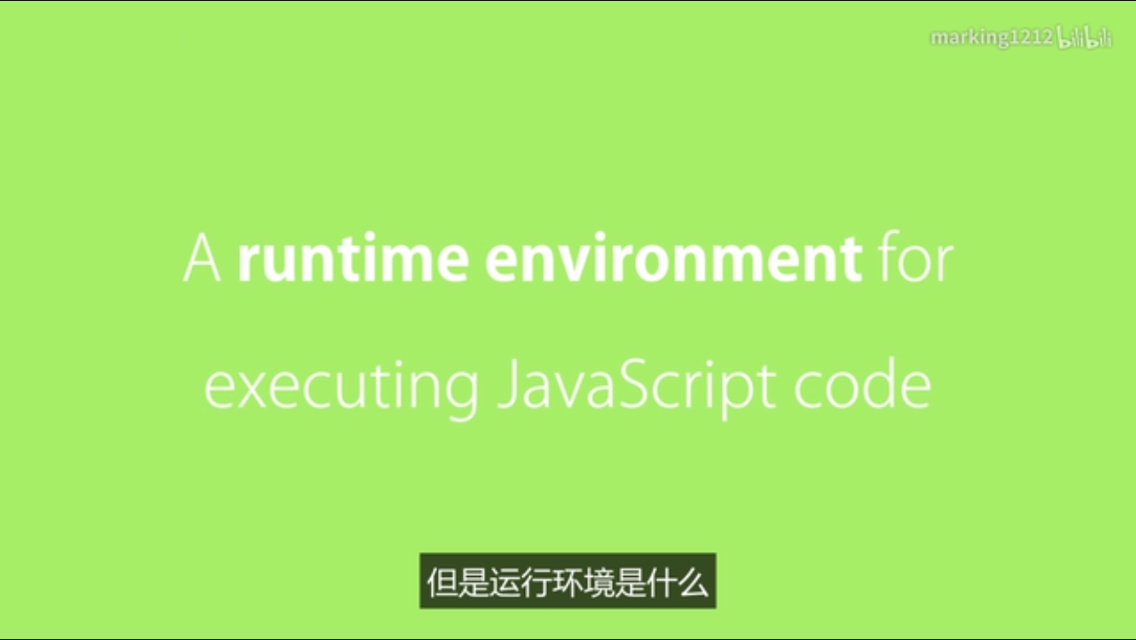 marking1212 bilibili
A runtime environment for
executing JavaScript code
但是运行环境是什么